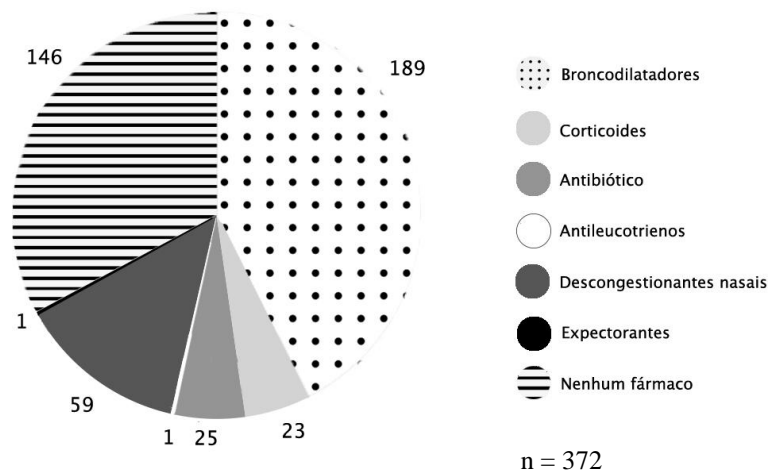 146
189
1
59
1
25
23
Broncodilatadores
Corticoides
Antibiótico
Antileucotrienos
Descongestionantes nasais
Expectorantes
Nenhum fármaco
n = 372